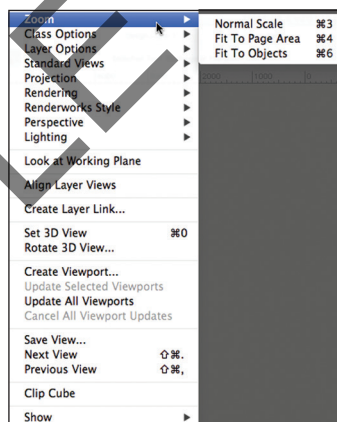 Zoom
Class Options
Layer Options
Standard Views
Projection
Rendering
Renderworks Style
Perspective
Lighting
Look at Working Plane
Align Layer Views
Create Layer Link...
Set 3D View ⌘0
Rotate 3D View...
Create Viewport...
Update Selected Viewports
Update All Viewports
Cancel All Viewport Updates
Save View...
Next View ⇧⌘.
Previous View ⇧⌘,
Clip Cube
Show
Normal Scale ⌘3
Fit To Page Area ⌘4
Fit To Objects ⌘6
2000 1000 0